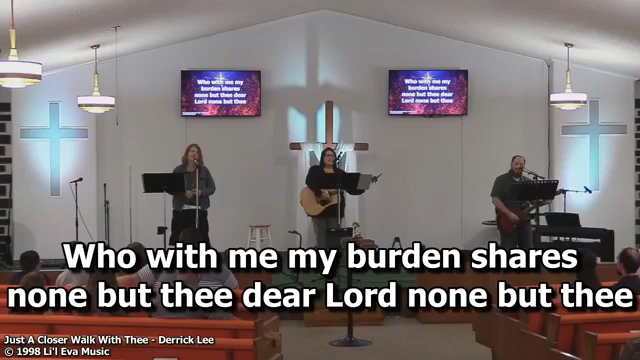 Who with me my
burden shares
none but thee dear
Lord none but thee
Who with me my
burden shares
none but thee dear
Lord none but thee
Who with me my burden shares
none but thee dear Lord none but thee
Just A Closer Walk With Thee - Derrick Lee
© 1998 Li'l Eva Music